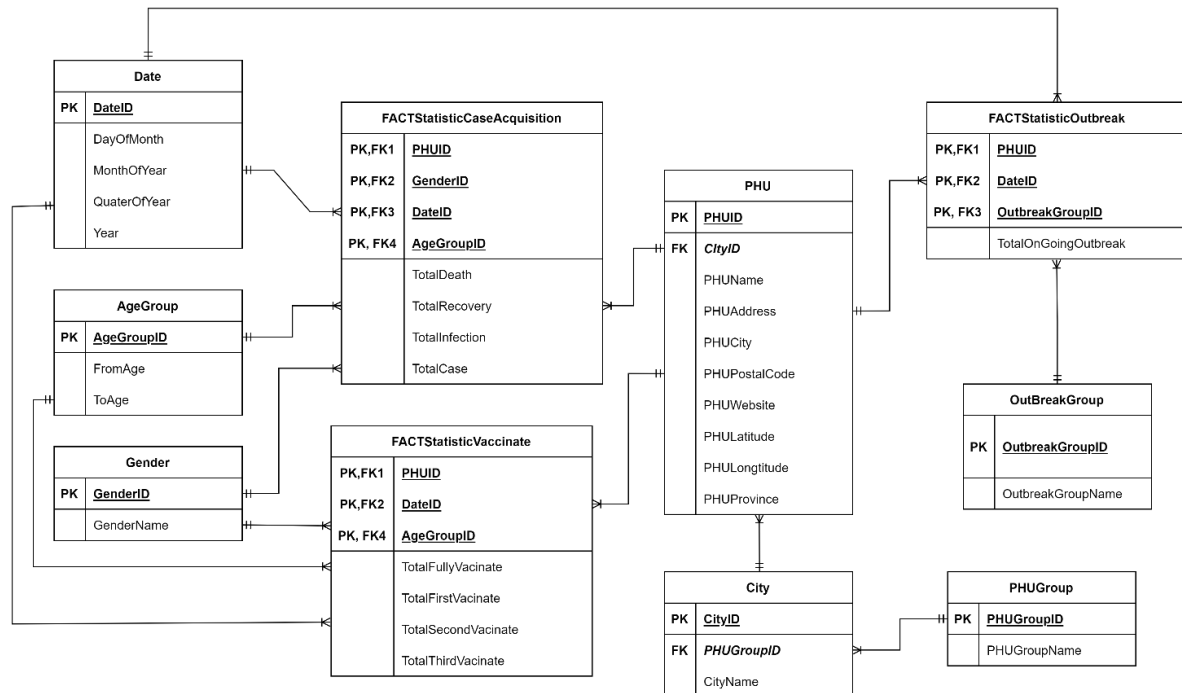 Date
PK DateID
DayOfMonth
MonthOfYear
QuaterOfYear
Year
AgeGroup
PK AgeGroupID
FromAge
ToAge
Gender
PK GenderID
GenderName
FACTStatisticCaseAcquisition
PK,FK1 PHUID
PK,FK2 GenderID
PK,FK3 DateID
PK, FK4 AgeGroupID
TotalDeath
TotalRecovery
TotalInfection
TotalCase
FACTStatisticVaccinate
PK,FK1 PHUID
PK,FK2 DateID
PK, FK4 AgeGroupID
TotalFullyVacinate
TotalFirstVacinate
TotalSecondVacinate
TotalThirdVacinate
PHU
PK PHUID
FK CItyID
PHUName
PHUAddress
PHUCity
PHUPostalCode
PHUWebsite
PHULatitude
PHULongtitude
PHUProvince
City
PK CityID
FK PHUGroupID
CityName
FACTStatisticOutbreak
PK,FK1 PHUID
PK,FK2 DateID
PK, FK3 OutbreakGroupID
TotalOnGoingOutbreak
OutBreakGroup
PK OutbreakGroupID
OutbreakGroupName
PHUGroup
PK PHUGroupID
PHUGroupName